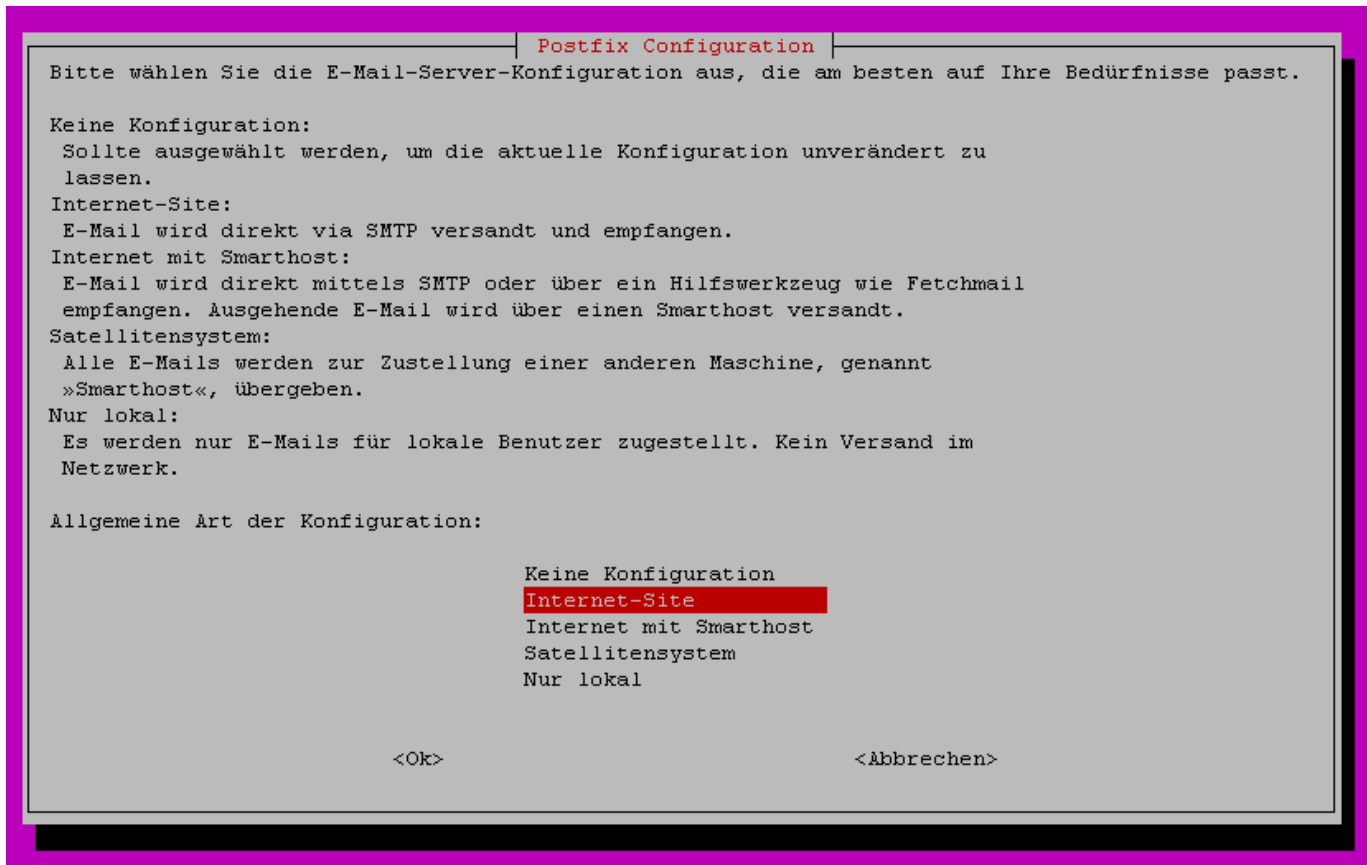 Postfix Configuration
Bitte wählen Sie die E-Mail-Server-Konfiguration aus, die am besten auf Ihre Bedürfnisse passt.
Keine Konfiguration:
Sollte ausgewählt werden, um die aktuelle Konfiguration unverändert zu
lassen.
Internet-Site:
E-Mail wird direkt via SMTP versandt und empfangen.
Internet mit Smarthost:
E-Mail wird direkt mittels SMTP oder über ein Hilfswerkzeug wie Fetchmail
empfangen. Ausgehende E-Mail wird über einen Smarthost versandt.
Satellitensystem:
Alle E-Mails werden zur Zustellung einer anderen Maschine, genannt
»Smarthost«, übergeben.
Nur lokal:
Es werden nur E-Mails für lokale Benutzer zugestellt. Kein Versand im
Netzwerk.
Allgemeine Art der Konfiguration:
Keine Konfiguration
Internet-Site
Internet mit Smarthost
Satellitensystem
Nur lokal
<Ok> <Abbrechen>